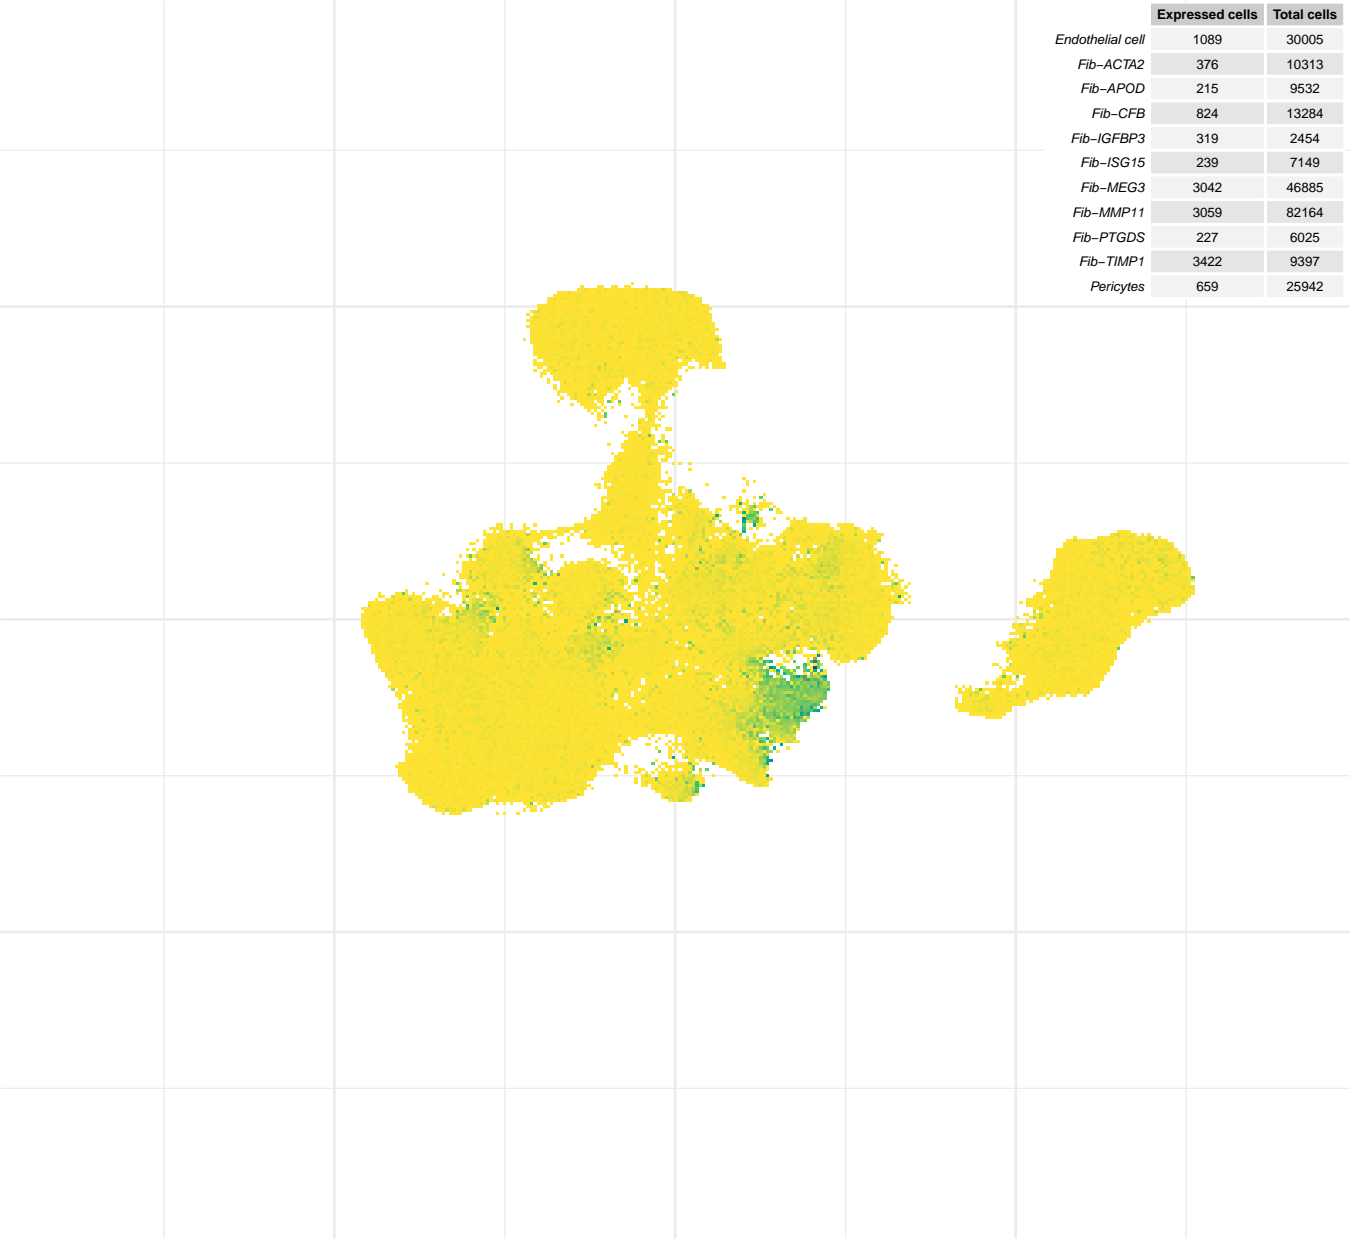 Expressed cells Total cells
Endothelial cell 1089 30005
Fib−ACTA2 376 10313
Fib−APOD 215 9532
Fib−CFB 824 13284
Fib−IGFBP3 319 2454
Fib−ISG15 239 7149
Fib−MEG3 3042 46885
Fib−MMP11 3059 82164
Fib−PTGDS 227 6025
Fib−TIMP1 3422 9397
Pericytes 659 25942